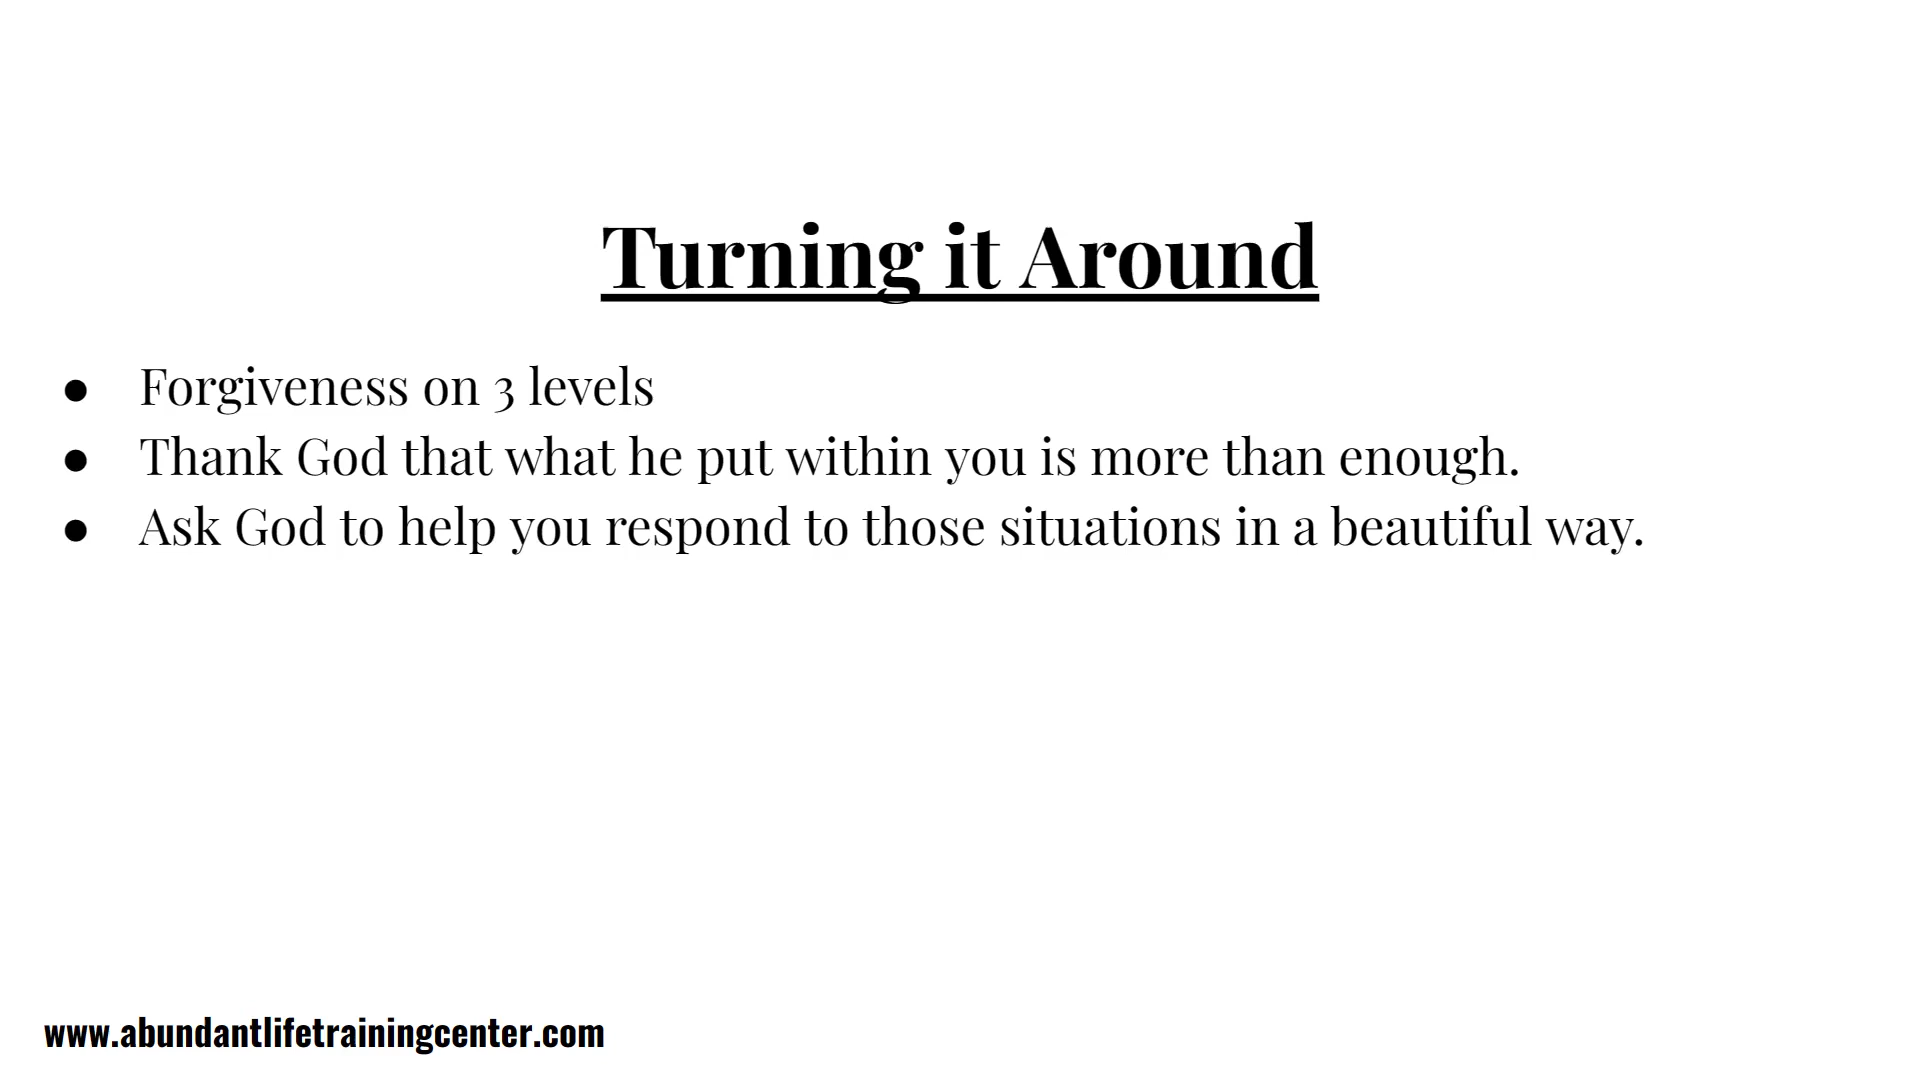 Turning it Around
● Forgiveness on 3 levels
● Thank God that what he put within you is more than enough.
● Ask God to help you respond to those situations in a beautiful way.
www.abundantlifetrainingcenter.com